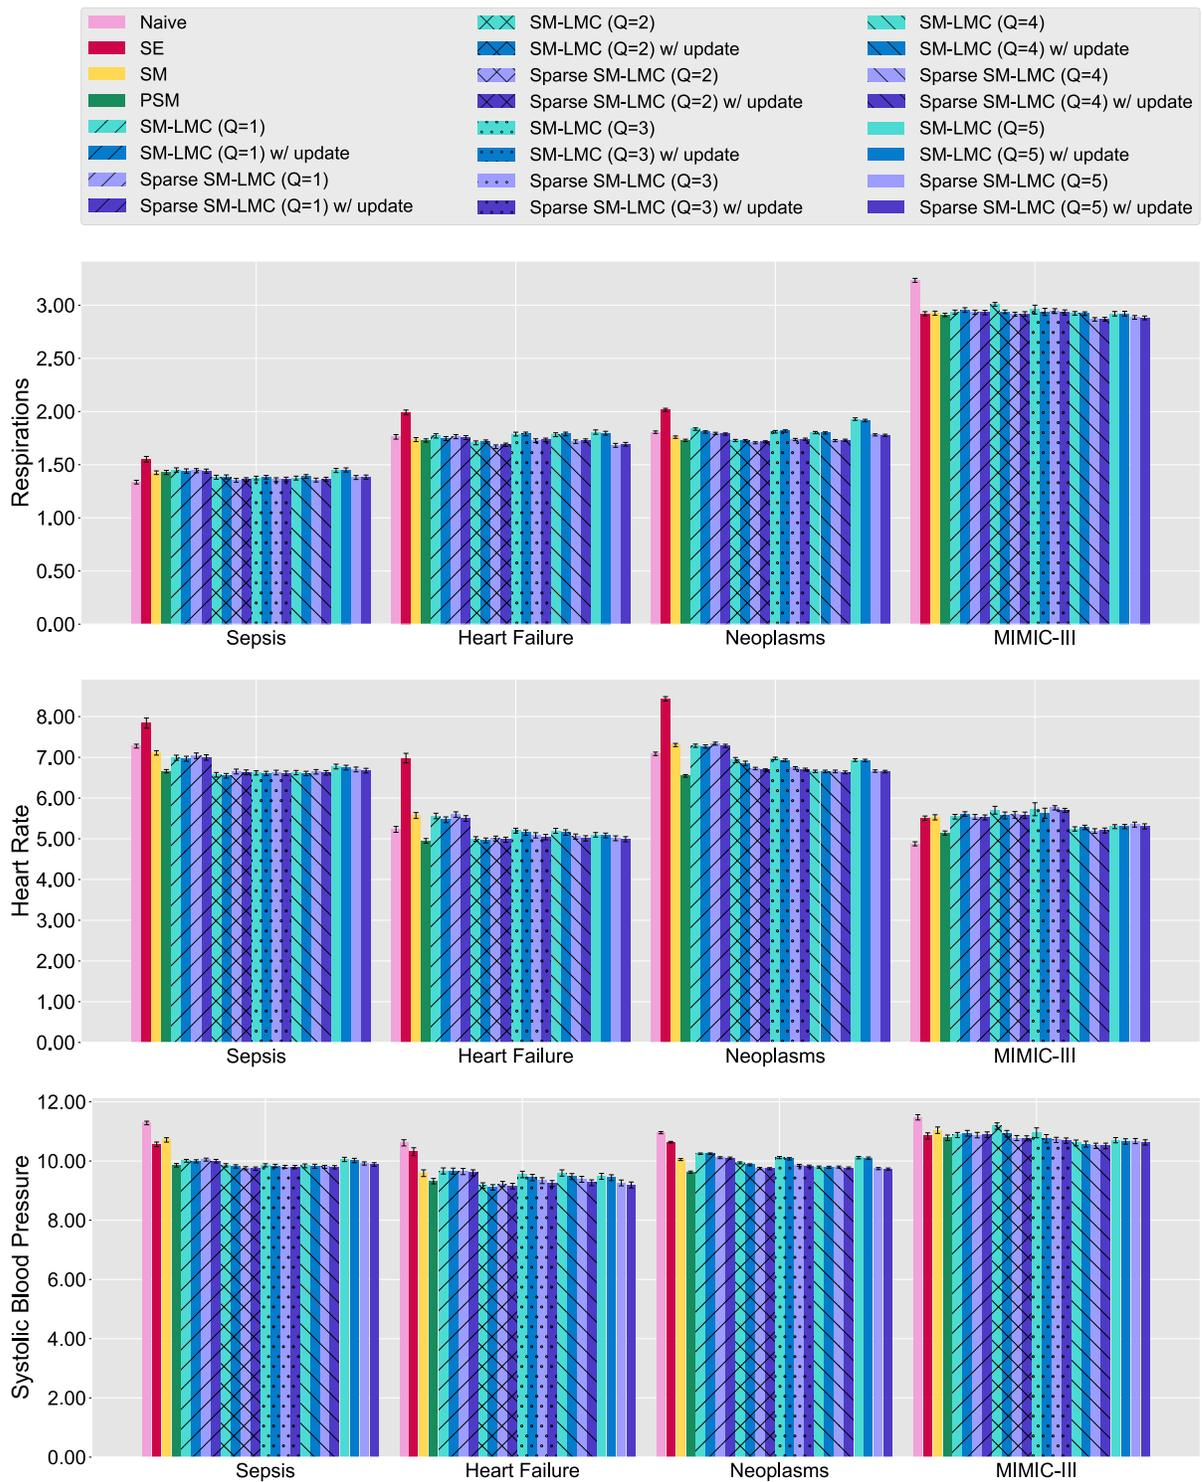 Naive
SE
SM
PSM
SM-LMC (Q=1)
SM-LMC (Q=1) w/ update
Sparse SM-LMC (Q=1)
Sparse SM-LMC (Q=1) w/ update
SM-LMC (Q=2)
SM-LMC (Q=2) w/ update
Sparse SM-LMC (Q=2)
Sparse SM-LMC (Q=2) w/ update
SM-LMC (Q=3)
SM-LMC (Q=3) w/ update
Sparse SM-LMC (Q=3)
Sparse SM-LMC (Q=3) w/ update
SM-LMC (Q=4)
SM-LMC (Q=4) w/ update
Sparse SM-LMC (Q=4)
Sparse SM-LMC (Q=4) w/ update
SM-LMC (Q=5)
SM-LMC (Q=5) w/ update
Sparse SM-LMC (Q=5)
Sparse SM-LMC (Q=5) w/ update
Respirations
3.00
2.50
2.00
1.50
1.00
0.50
0.00
Sepsis
Heart Failure
Neoplasms
MIMIC-III
Heart Rate
8.00
7.00
6.00
5.00
4.00
3.00
2.00
1.00
0.00
Sepsis
Heart Failure
Neoplasms
MIMIC-III
Systolic Blood Pressure
12.00
10.00
8.00
6.00
4.00
2.00
0.00
Sepsis
Heart Failure
Neoplasms
MIMIC-III